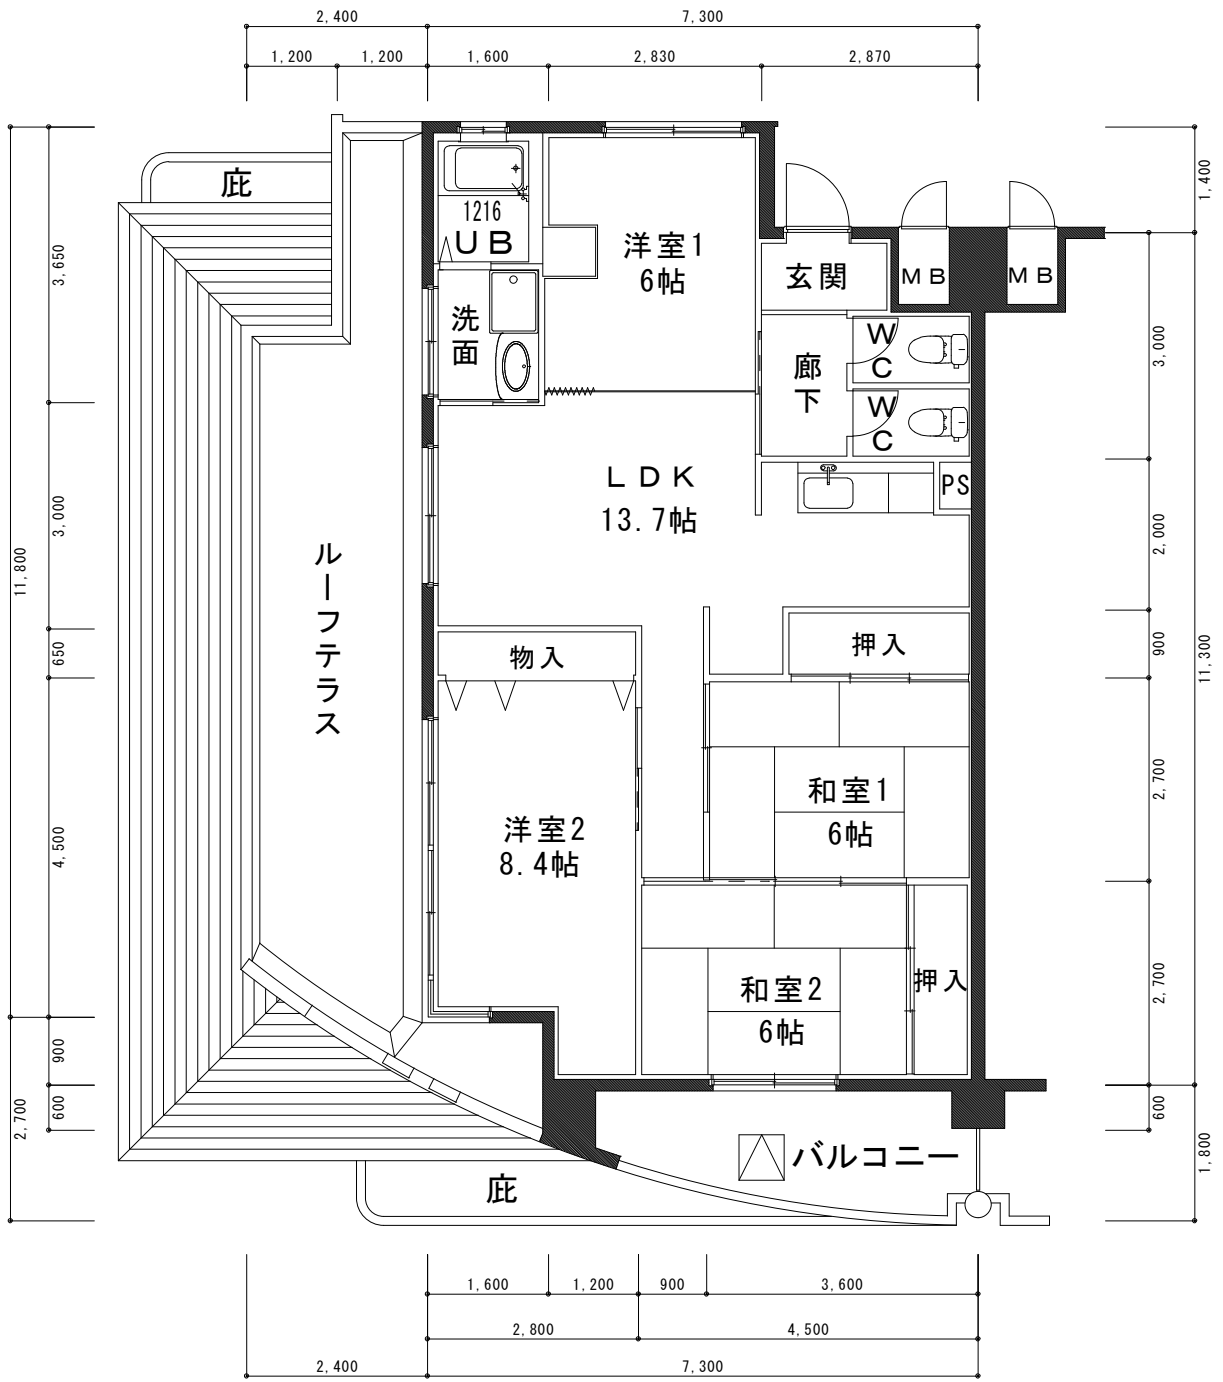 2,400
7,300
1,200
1,200
1,600
2,830
2,870
庇
1216
UB
洋室1
6帖
玄関
MB
MB
1,400
3,650
洗面
廊下
WC
WC
3,000
LDK
13.7帖
PS
11,800
3,000
ルーフテラス
2,000
650
物入
押入
900
11,300
4,500
洋室2
8.4帖
和室1
6帖
2,700
和室2
6帖
押入
2,700
900
600
2,700
600
1,800
バルコニー
庇
1,600
1,200
900
3,600
2,800
4,500
2,400
7,300